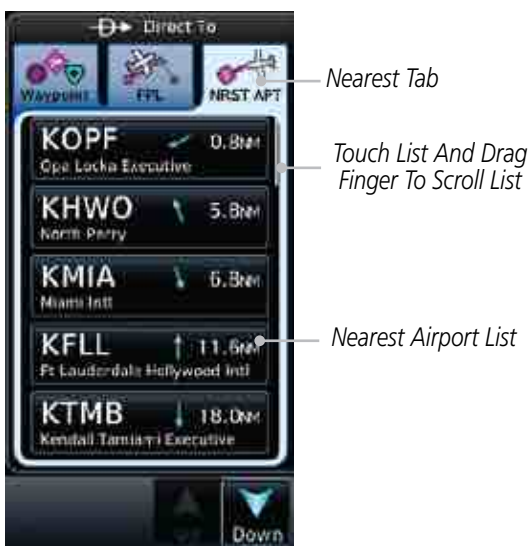 Direct To
Waypoint FPL NRST APT
Nearest Tab
KOPF 0.8NM
Opa Locka Executive
Touch List And Drag
Finger To Scroll List
KHWO 5.8NM
North Perry
KMIA 6.8NM
Miami Intl
KFLL 11.6NM
Ft Lauderdale Hollywood Intl
Nearest Airport List
KTMB 18.0NM
Kendall Tamiami Executive
Down